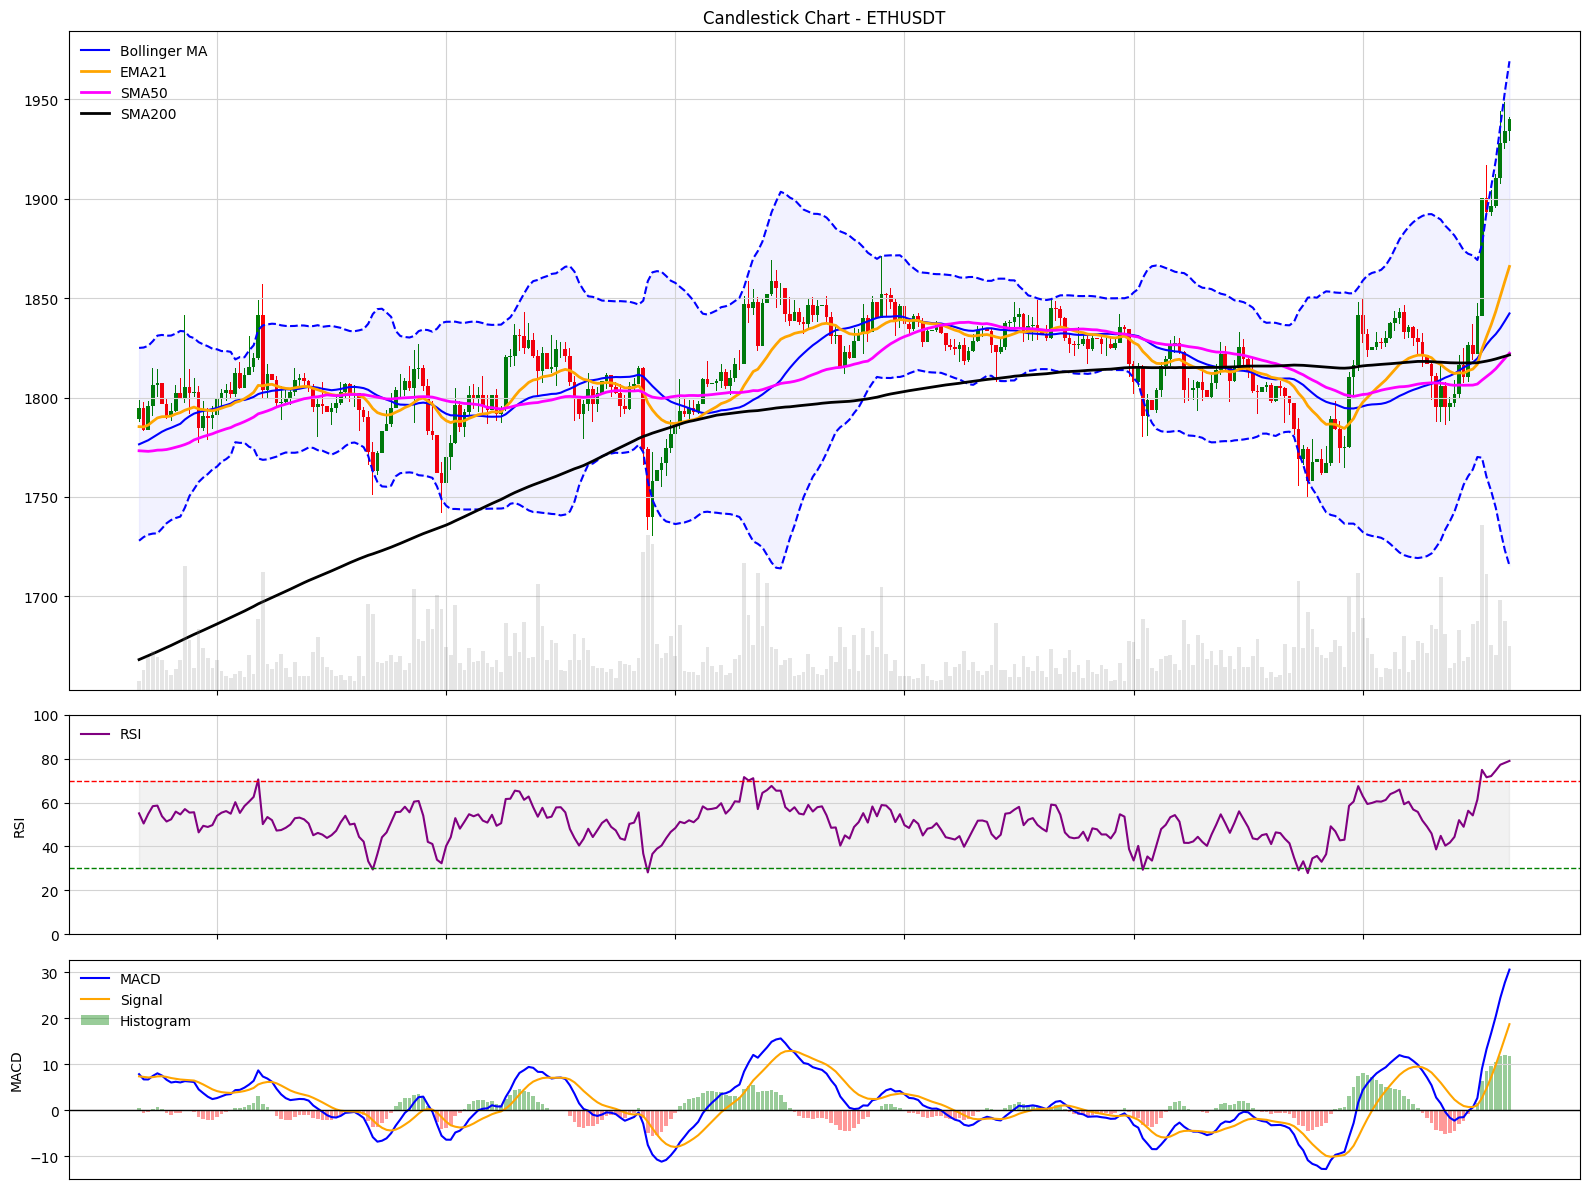 Candlestick Chart - ETHUSDT
Bollinger MA
EMA21
SMA50
SMA200
1950
1900
1850
1800
1750
1700
RSI
100
80
60
40
20
0
RSI
MACD
Signal
Histogram
30
20
10
0
−10
MACD